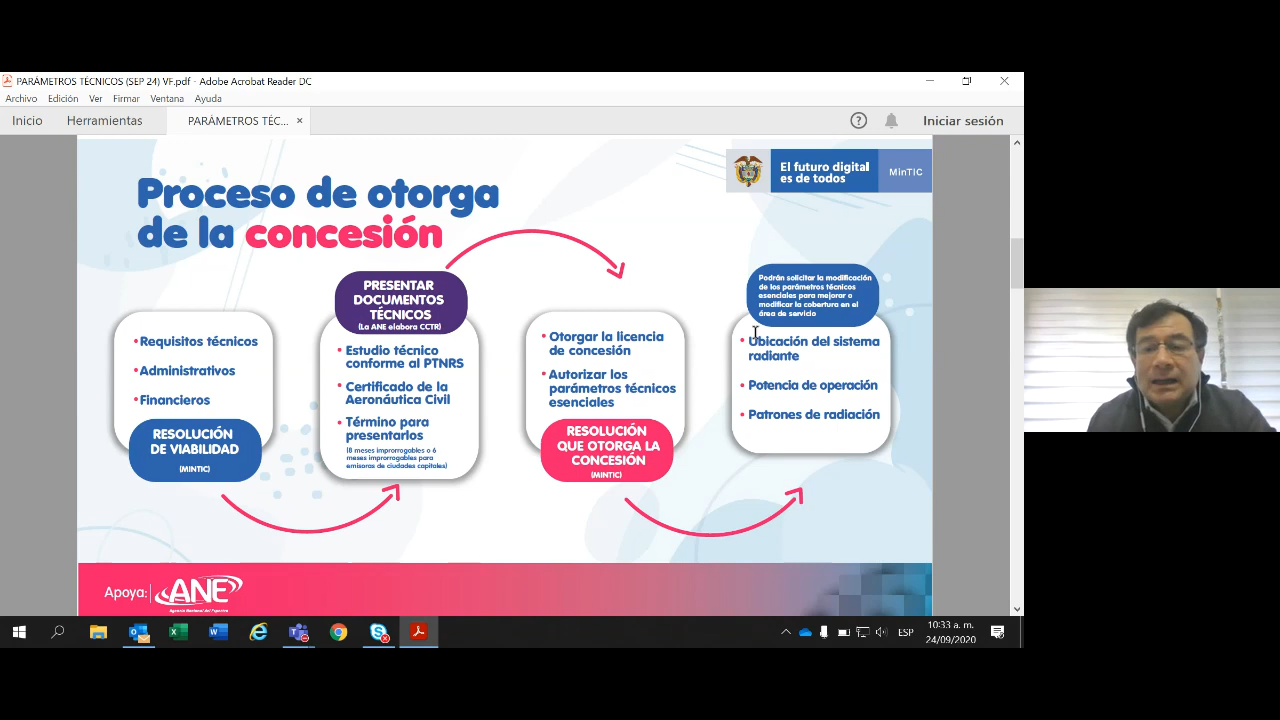 PARÁMETROS TÉCNICOS (SEP 24) VF.pdf - Adobe Acrobat Reader DC
Archivo Edición Ver Firmar Ventana Ayuda
Inicio Herramientas PARÁMETROS TÉC... × ? Iniciar sesión
El futuro digital
es de todos
MinTIC
Proceso de otorga
de la concesión
Requisitos técnicos
Administrativos
Financieros
RESOLUCIÓN
DE VIABILIDAD
(MINTIC)
PRESENTAR
DOCUMENTOS
TÉCNICOS
(La ANE elabora CCTR)
• Estudio técnico
conforme al PTNRS
• Certificado de la
Aeronáutica Civil
• Término para
presentarlos
(8 meses improrrogables o 6
meses improrrogables para
emisoras de ciudades capitales)
• Otorgar la licencia
de concesión
• Autorizar los
parámetros técnicos
esenciales
RESOLUCIÓN
QUE OTORGA LA
CONCESIÓN
(MINTIC)
Podrán solicitar la modificación
de los parámetros técnicos
esenciales para mejorar o
modificar la cobertura en el
área de servicio
• Ubicación del sistema
radiante
• Potencia de operación
• Patrones de radiación
Apoya: ANE
Agencia Nacional del Espectro
ESP
10:33 a. m.
24/09/2020